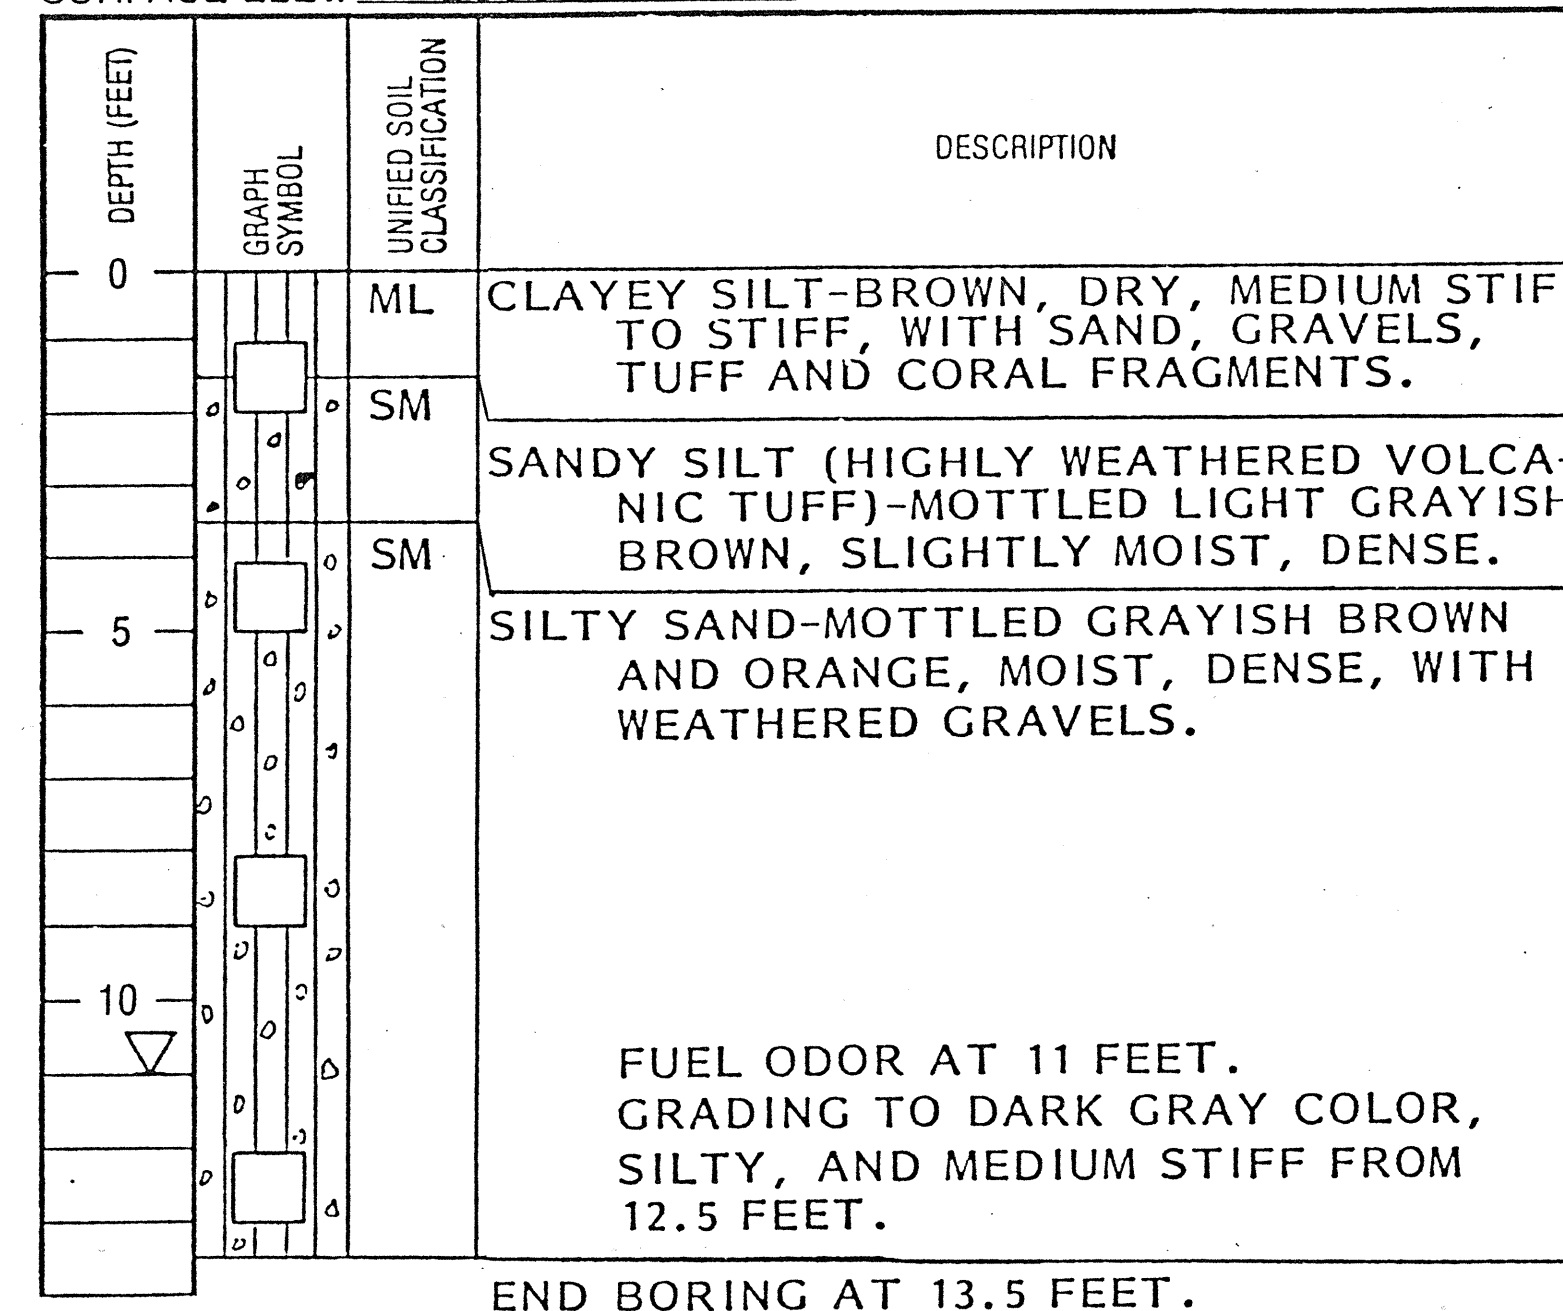 DEPTH (FEET)
GRAPH
SYMBOL
UNIFIED SOIL
CLASSIFICATION
DESCRIPTION
0
ML
CLAYEY SILT-BROWN, DRY, MEDIUM STIF
TO STIFF, WITH SAND, GRAVELS,
TUFF AND CORAL FRAGMENTS.
SM
SANDY SILT (HIGHLY WEATHERED VOLCA-
NIC TUFF)-MOTTLED LIGHT GRAYISH
BROWN, SLIGHTLY MOIST, DENSE.
SM
5
SILTY SAND-MOTTLED GRAYISH BROWN
AND ORANGE, MOIST, DENSE, WITH
WEATHERED GRAVELS.
10
FUEL ODOR AT 11 FEET.
GRADING TO DARK GRAY COLOR,
SILTY, AND MEDIUM STIFF FROM
12.5 FEET.
END BORING AT 13.5 FEET.